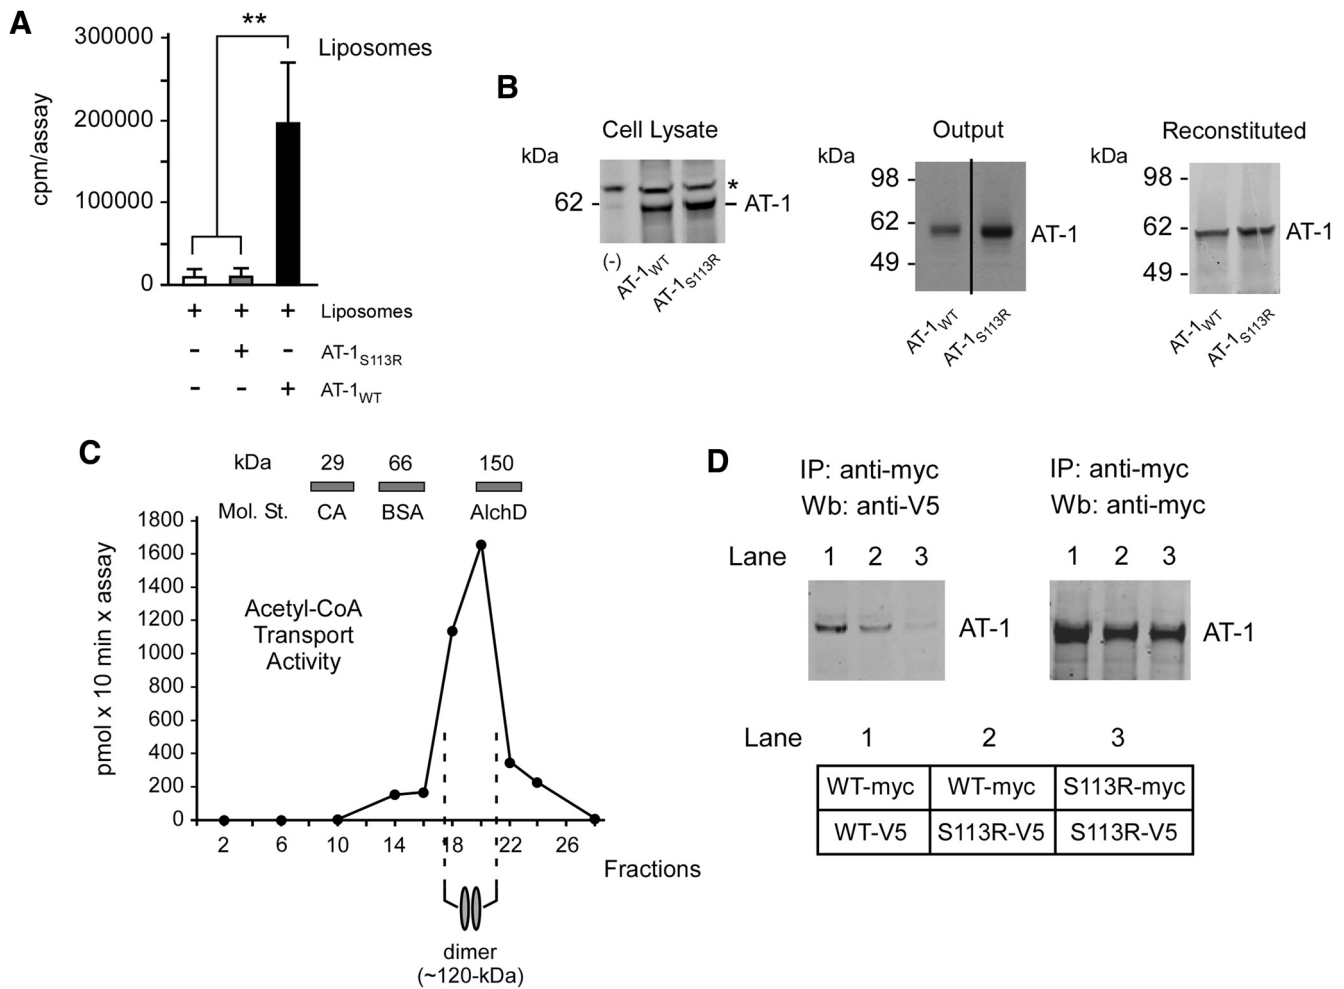 A
300000
200000
100000
0
cpm/assay
**
Liposomes
+ + + Liposomes
- + - AT-1S113R
- - + AT-1WT
B
Cell Lysate
kDa
62
*
AT-1
(-)
AT-1WT
AT-1S113R
Output
kDa
98
62
49
AT-1
AT-1WT
AT-1S113R
Reconstituted
kDa
98
62
49
AT-1
AT-1WT
AT-1S113R
C
kDa 29 66 150
Mol. St. CA BSA AlchD
1800
1600
1400
1200
1000
800
600
400
200
0
pmol x 10 min x assay
Acetyl-CoA
Transport
Activity
2 6 10 14 18 22 26
Fractions
dimer
(~120-kDa)
D
IP: anti-myc
Wb: anti-V5
IP: anti-myc
Wb: anti-myc
Lane 1 2 3
1 2 3
AT-1
AT-1
Lane 1 2 3
WT-myc WT-myc S113R-myc
WT-V5 S113R-V5 S113R-V5